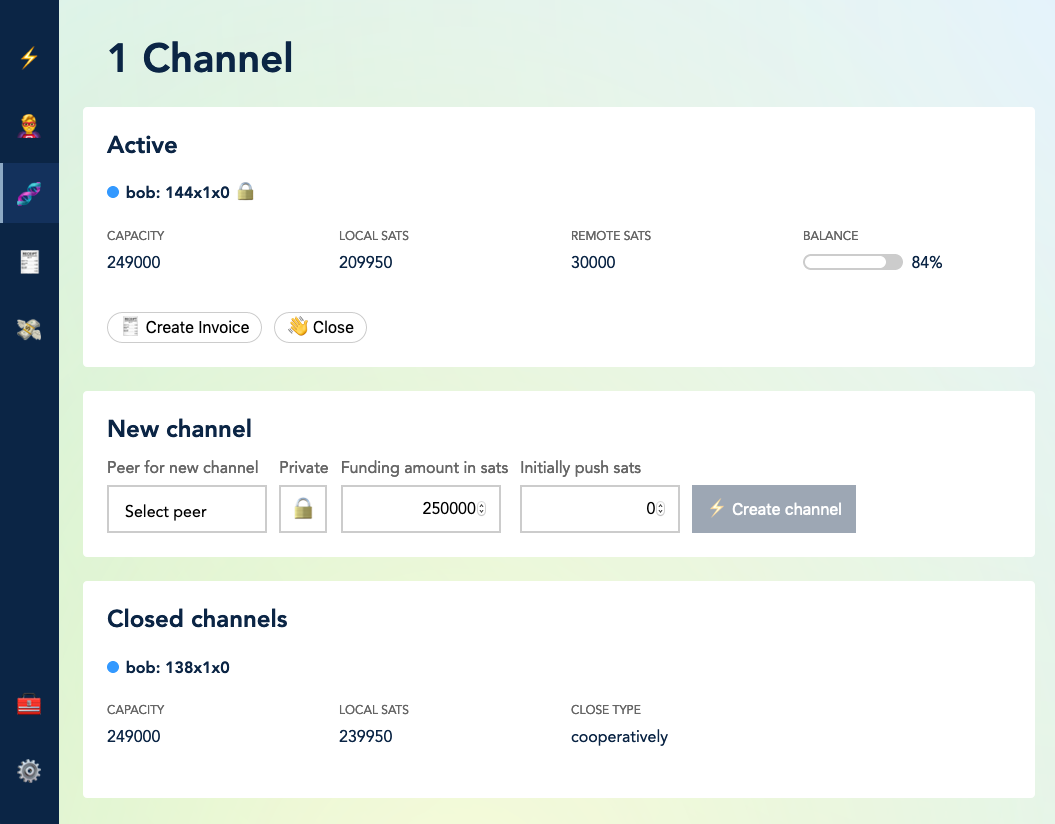 1 Channel
Active
bob: 144x1x0
CAPACITY LOCAL SATS REMOTE SATS BALANCE
249000 209950 30000 84%
Create Invoice Close
New channel
Peer for new channel Private Funding amount in sats Initially push sats
Select peer 250000 0 Create channel
Closed channels
bob: 138x1x0
CAPACITY LOCAL SATS CLOSE TYPE
249000 239950 cooperatively